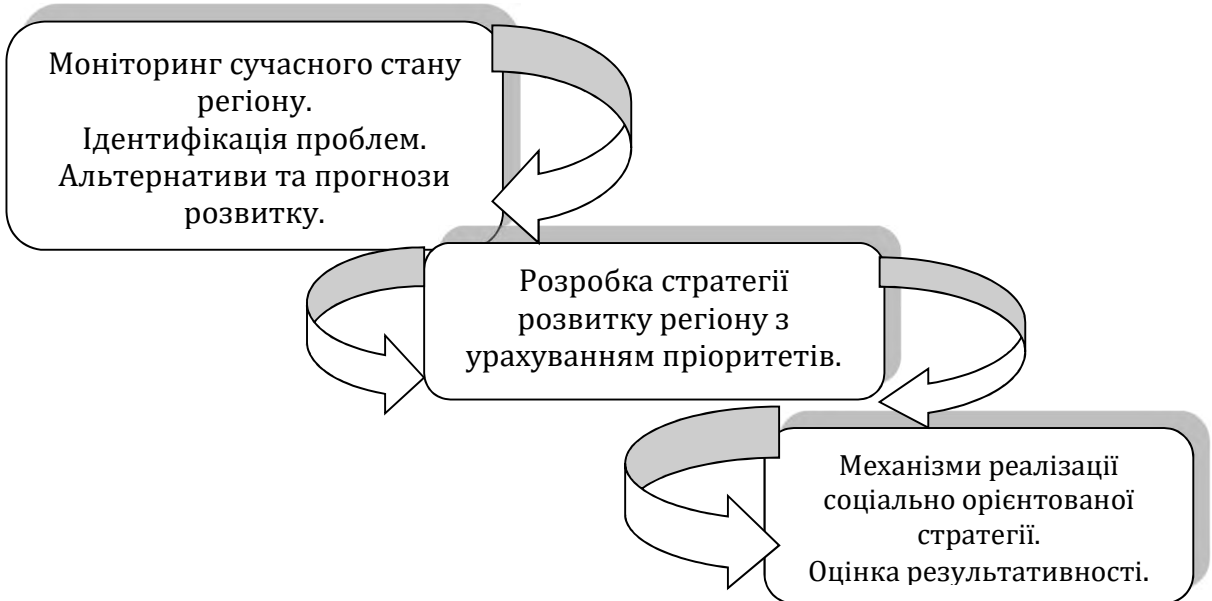 Моніторинг сучасного стану
регіону.
Ідентифікація проблем.
Альтернативи та прогнози
розвитку.
Розробка стратегії
розвитку регіону з
урахуванням пріоритетів.
Механізми реалізації
соціально орієнтованої
стратегії.
Оцінка результативності.